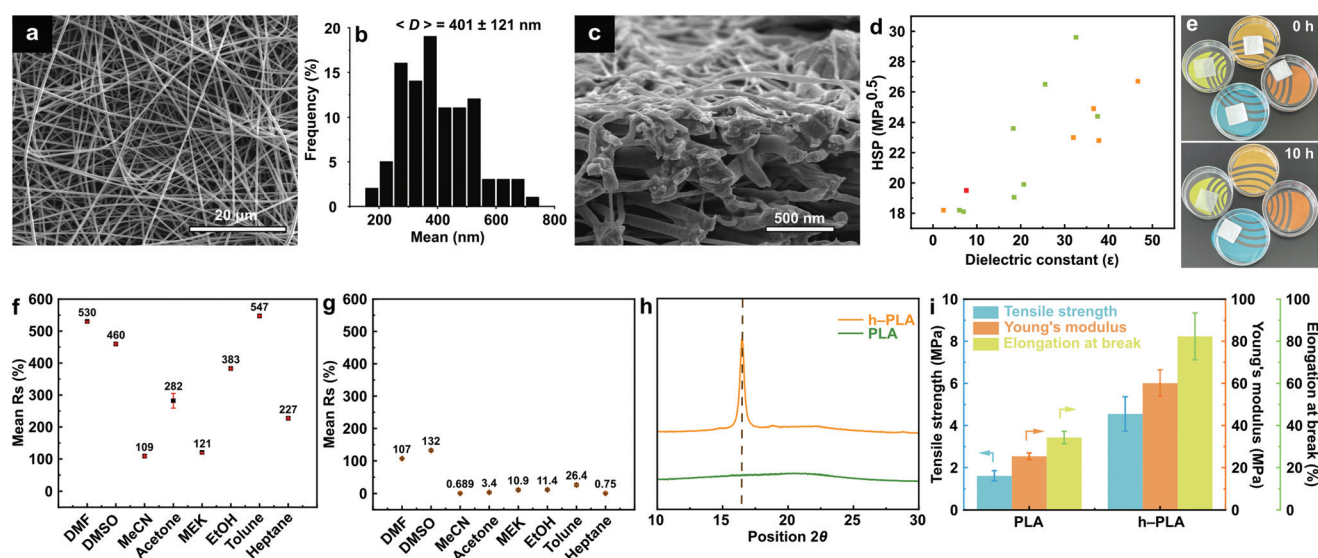 a
20 μm
b
< D > = 401 ± 121 nm
20
15
10
5
0
Frequency (%)
200 400 600 800
Mean (nm)
c
500 nm
d
30
28
26
24
22
20
18
HSP (MPa0.5)
0 10 20 30 40 50
Dielectric constant (ε)
e
0 h
10 h
f
600
500
400
300
200
100
0
Mean Rs (%)
530
460
109
282
121
383
547
227
DMF
DMSO
MeCN
Acetone
MEK
EtOH
Tolune
Heptane
g
600
500
400
300
200
100
0
Mean Rs (%)
107
132
0.689
3.4
10.9
11.4
26.4
0.75
DMF
DMSO
MeCN
Acetone
MEK
EtOH
Tolune
Heptane
h
h–PLA
PLA
10 15 20 25 30
Position 2θ
i
Tensile strength
Young's modulus
Elongation at break
10
8
6
4
2
0
Tensile strength (MPa)
PLA
h–PLA
100
80
60
40
20
0
Young's modulus
(MPa)
100
80
60
40
20
0
Elongation at break
(%)